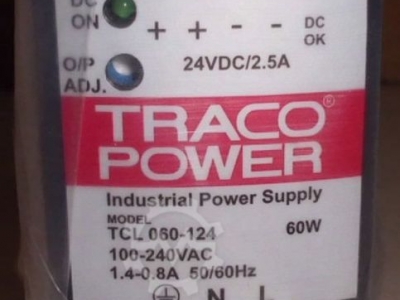 DC
ON
+ + - -
DC
OK
O/P
ADJ.
24VDC/2.5A
TRACO®
POWER
Industrial Power Supply
MODEL
TCL 060-124 60W
100-240VAC
1.4-0.8A 50/60Hz
N L